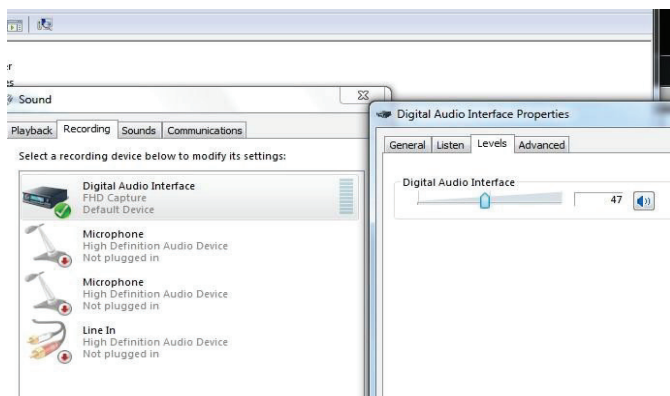 Sound
Playback Recording Sounds Communications
Select a recording device below to modify its settings:
Digital Audio Interface
FHD Capture
Default Device
Microphone
High Definition Audio Device
Not plugged in
Microphone
High Definition Audio Device
Not plugged in
Line In
High Definition Audio Device
Not plugged in
Digital Audio Interface Properties
General Listen Levels Advanced
Digital Audio Interface
47